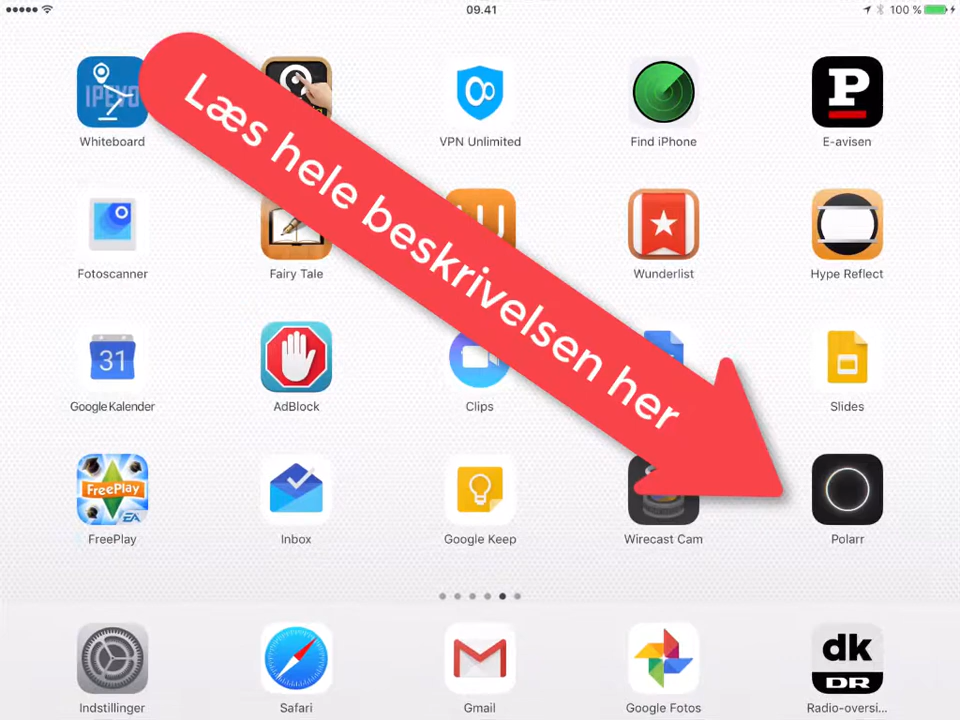 09.41
100 %
IPEVO
P
Whiteboard
VPN Unlimited
Find iPhone
E-avisen
Læs hele beskrivelsen her
Fotoscanner
Fairy Tale
Wunderlist
Hype Reflect
31
Google Kalender
AdBlock
Clips
Slides
FreePlay
EA
FreePlay
Inbox
Google Keep
Wirecast Cam
Polarr
dk
DR
Indstillinger
Safari
Gmail
Google Fotos
Radio-oversi...